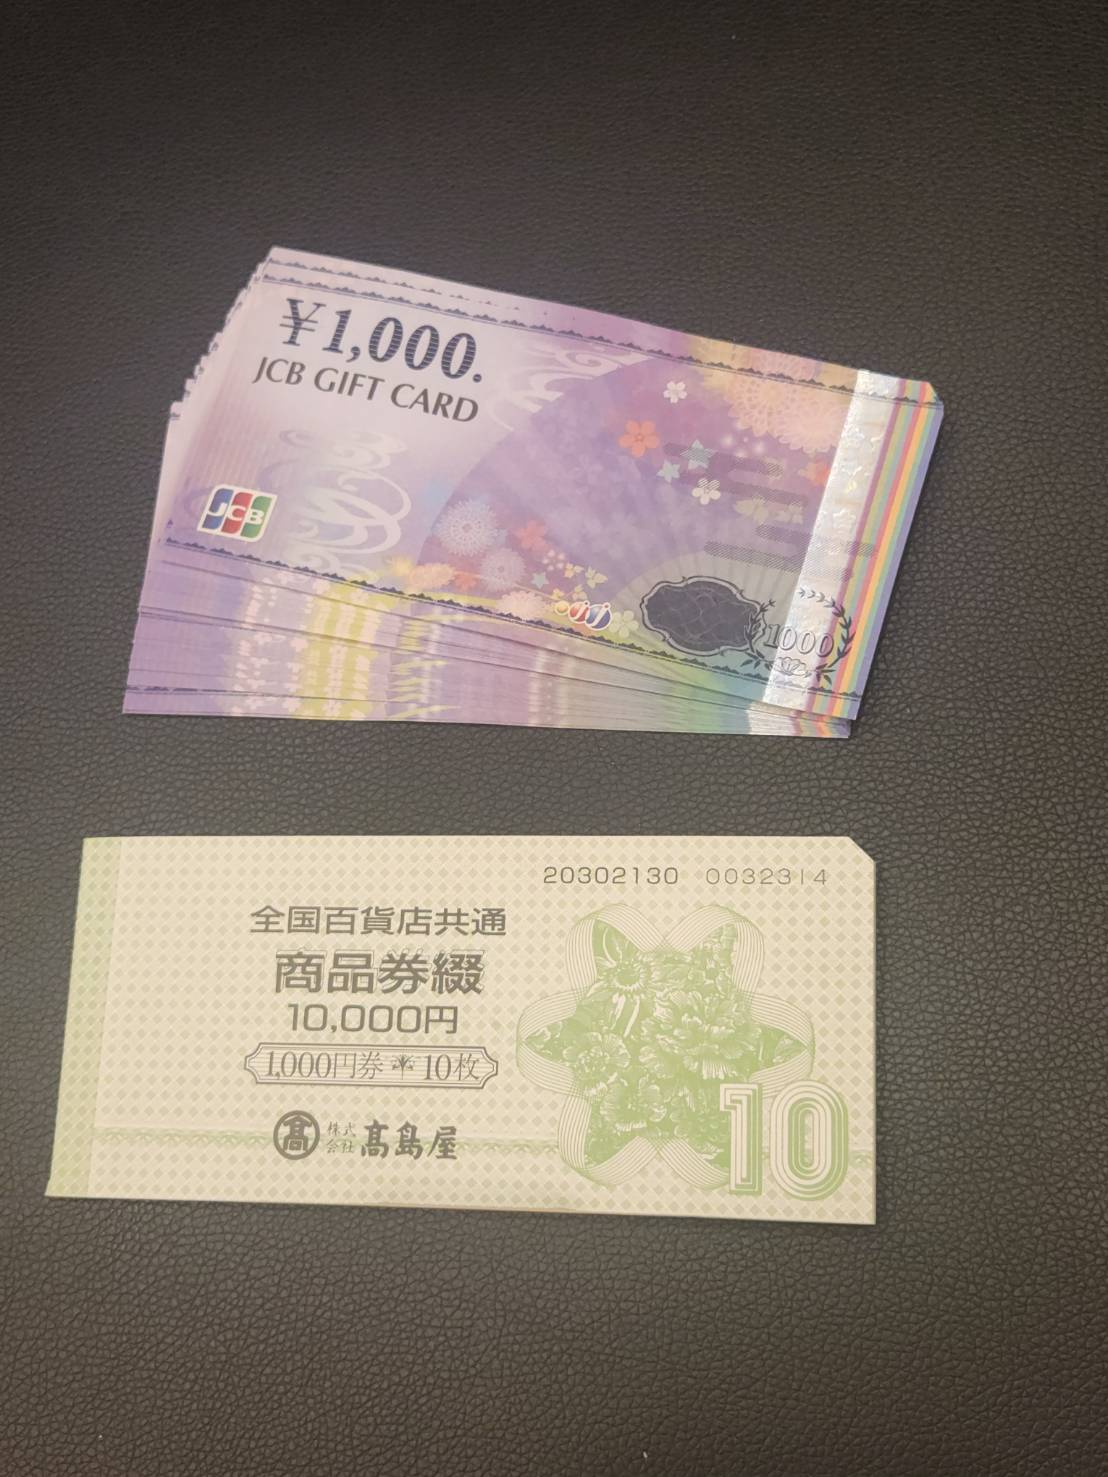 ¥1,000.
JCB GIFT CARD
JCB
1000
20302130 0032314
全国百貨店共通
商品券綴
10,000円
1,000円券 10枚
髙 株式会社 髙島屋
10